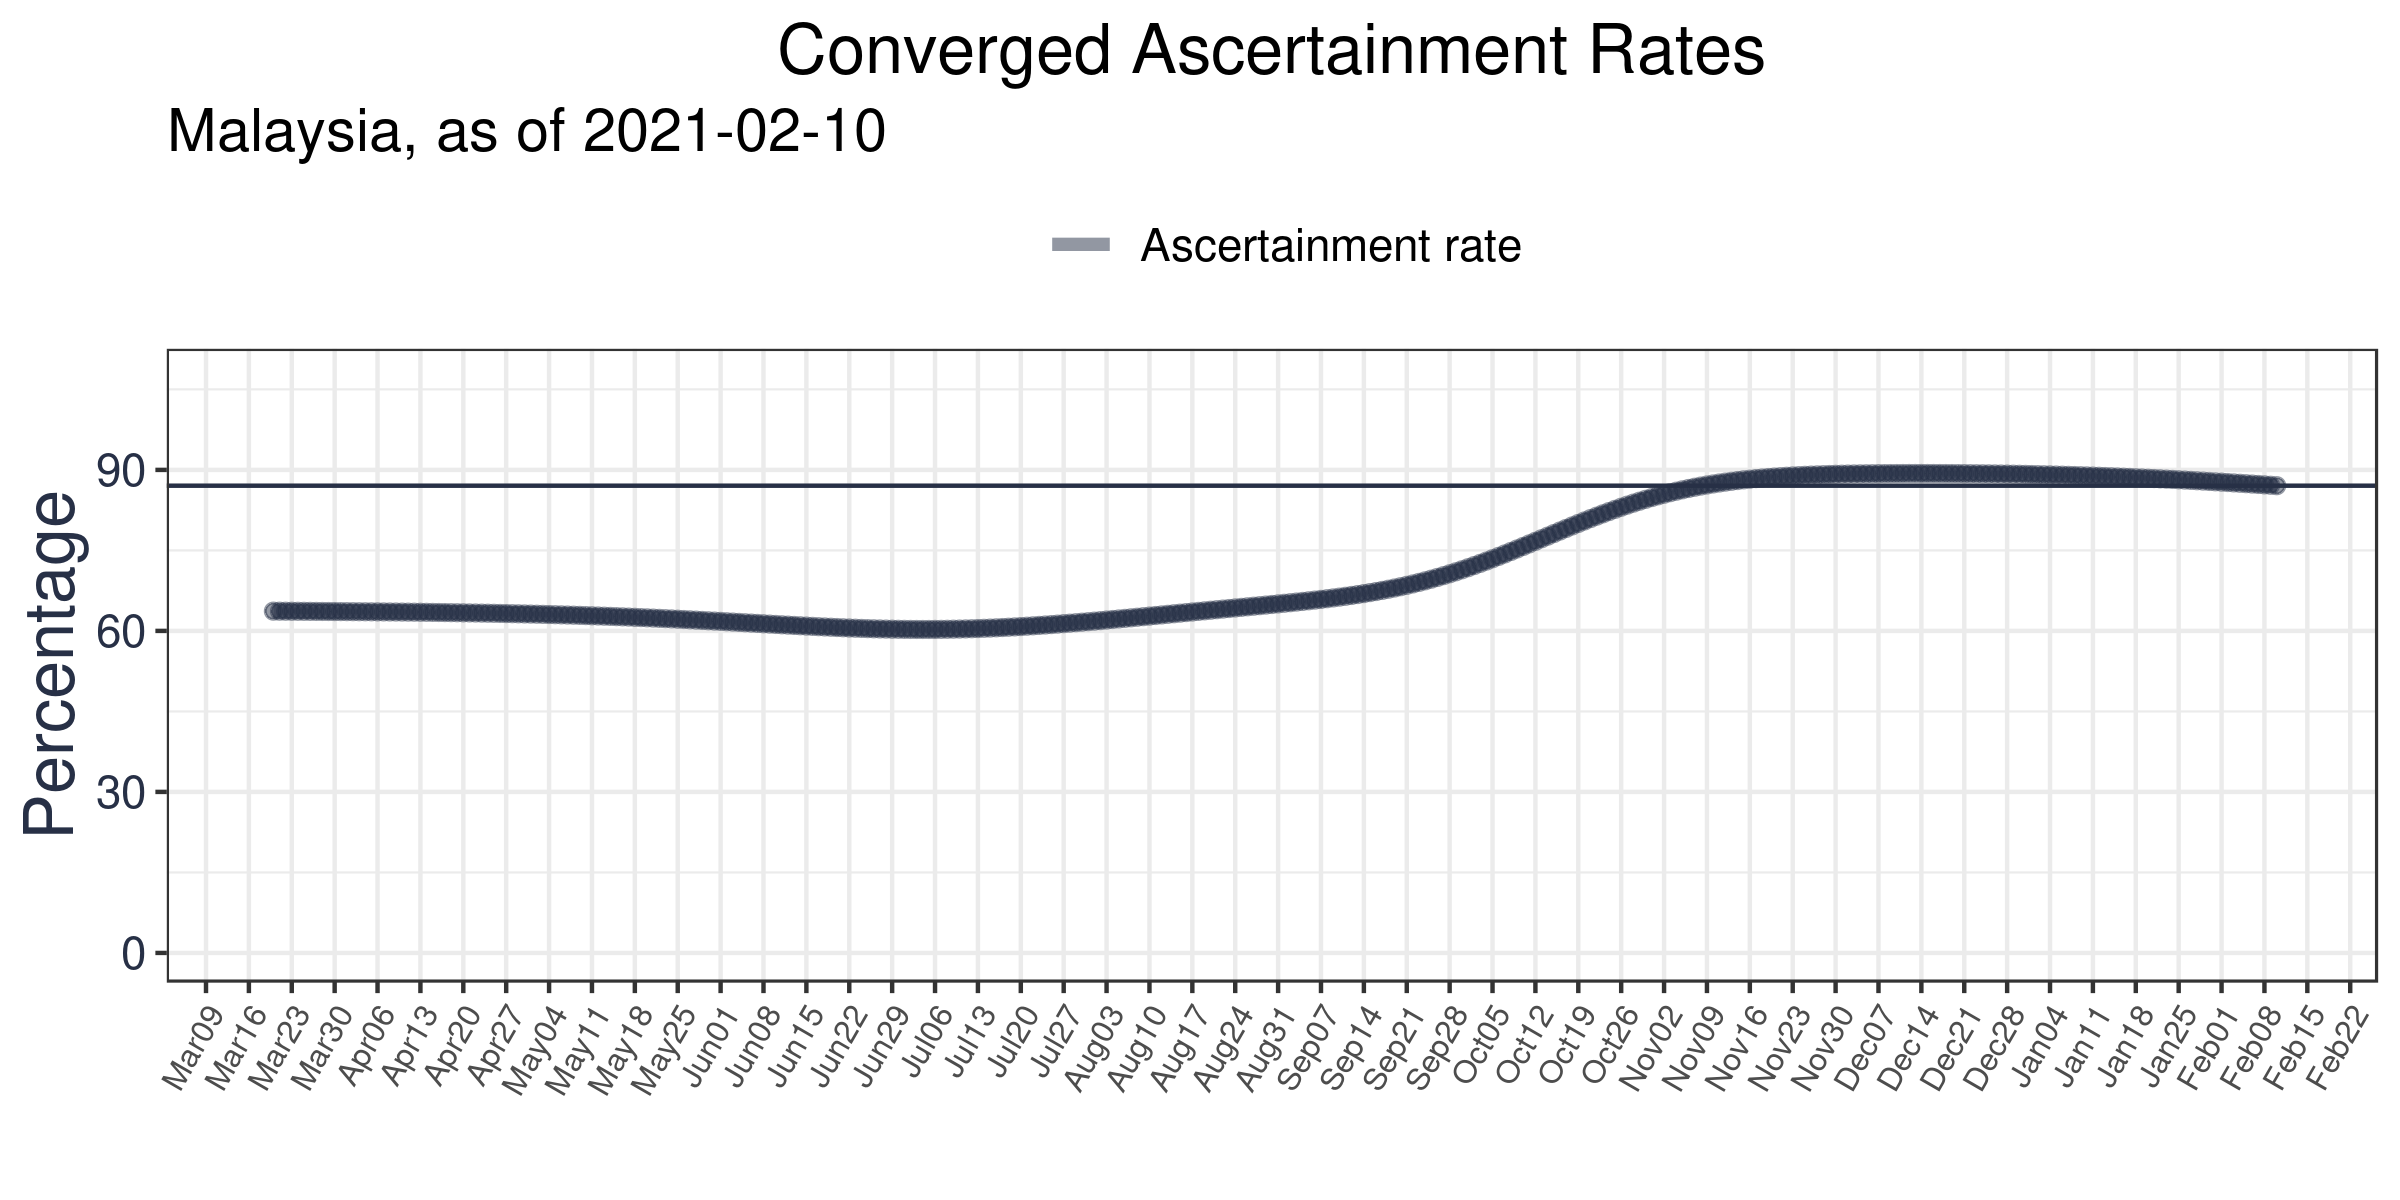 Converged Ascertainment Rates
Malaysia, as of 2021-02-10
Ascertainment rate
Percentage
90
60
30
0
Mar09
Mar16
Mar23
Mar30
Apr06
Apr13
Apr20
Apr27
May04
May11
May18
May25
Jun01
Jun08
Jun15
Jun22
Jun29
Jul06
Jul13
Jul20
Jul27
Aug03
Aug10
Aug17
Aug24
Aug31
Sep07
Sep14
Sep21
Sep28
Oct05
Oct12
Oct19
Oct26
Nov02
Nov09
Nov16
Nov23
Nov30
Dec07
Dec14
Dec21
Dec28
Jan04
Jan11
Jan18
Jan25
Feb01
Feb08
Feb15
Feb22